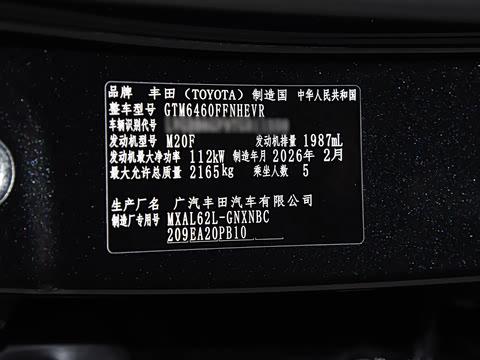 品牌 丰田 (TOYOTA) 制造国 中华人民共和国
整车型号 GTM6460FFNHEVR
车辆识别代号
发动机型号 M20F 发动机排量 1987mL
发动机最大净功率 112kW 制造年月 2026年 2月
最大允许总质量 2165kg 乘坐人数 5
生产厂名 广汽丰田汽车有限公司
制造厂专用号 MXAL62L-GNXNBC
209EA20PB10